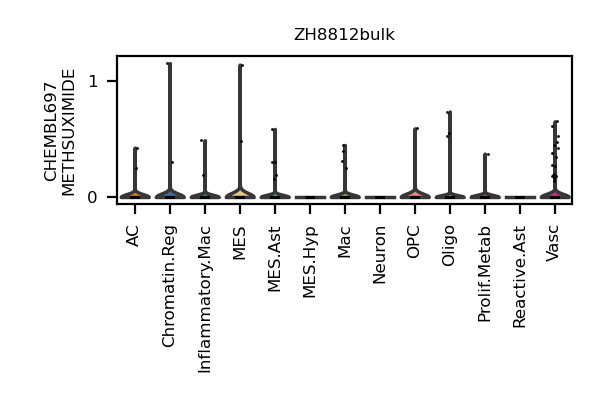 ZH8812bulk
CHEMBL697
METHSUXIMIDE
1
0
AC
Chromatin.Reg
Inflammatory.Mac
MES
MES.Ast
MES.Hyp
Mac
Neuron
OPC
Oligo
Prolif.Metab
Reactive.Ast
Vasc